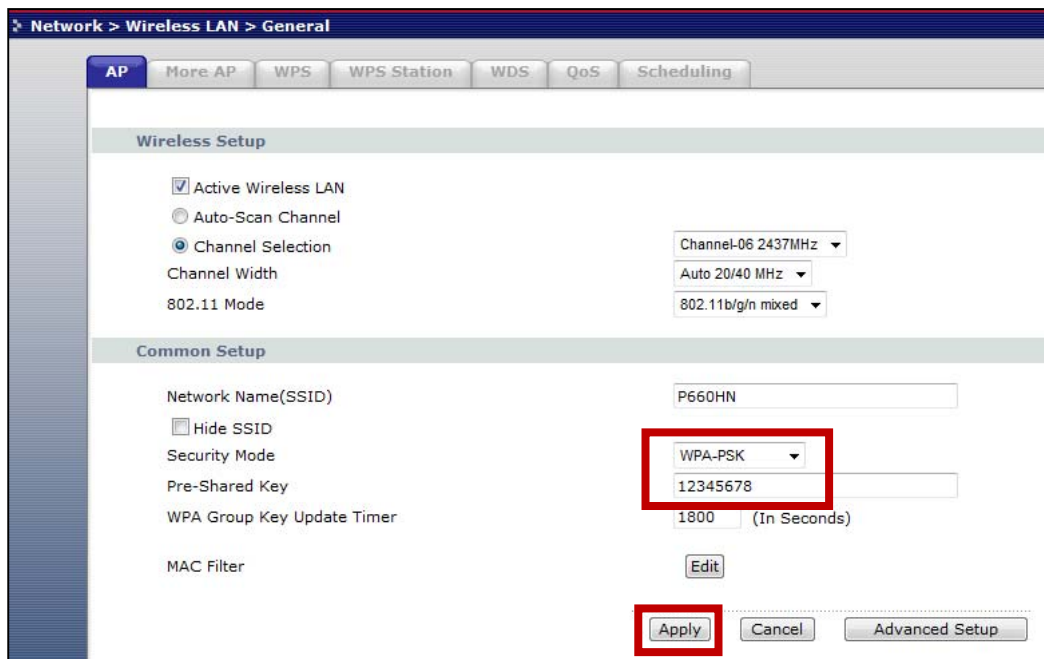 Network > Wireless LAN > General
AP More AP WPS WPS Station WDS QoS Scheduling
Wireless Setup
Active Wireless LAN
Auto-Scan Channel
Channel Selection Channel-06 2437MHz
Channel Width Auto 20/40 MHz
802.11 Mode 802.11b/g/n mixed
Common Setup
Network Name(SSID) P660HN
Hide SSID
Security Mode WPA-PSK
Pre-Shared Key 12345678
WPA Group Key Update Timer 1800 (In Seconds)
MAC Filter Edit
Apply Cancel Advanced Setup